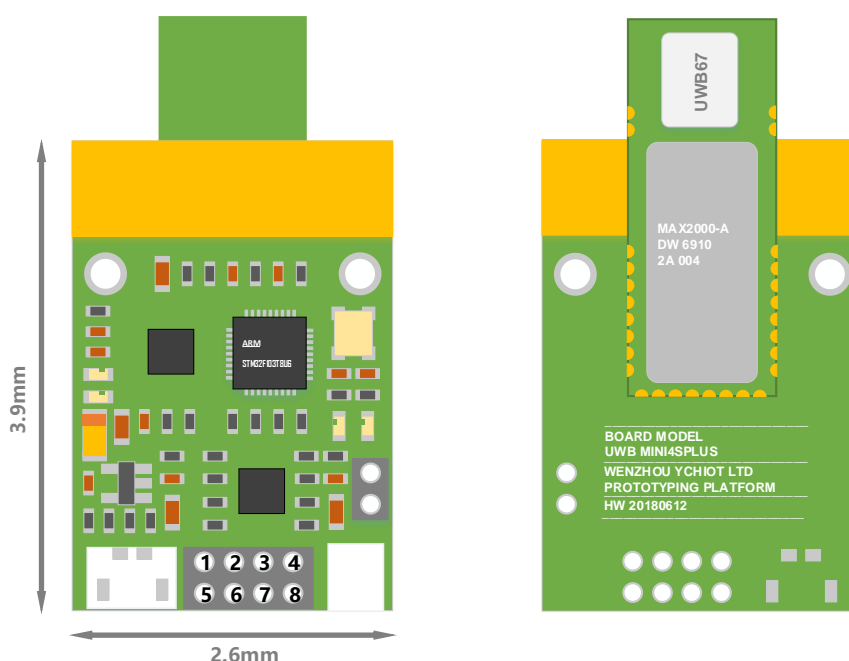 3.9mm
ARM
STM32F103TBU6
1 2 3 4
5 6 7 8
2.6mm
UWB67
MAX2000-A
DW 6910
2A 004
BOARD MODEL
UWB MINI4SPLUS
WENZHOU YCHIOT LTD
PROTOTYPING PLATFORM
HW 20180612